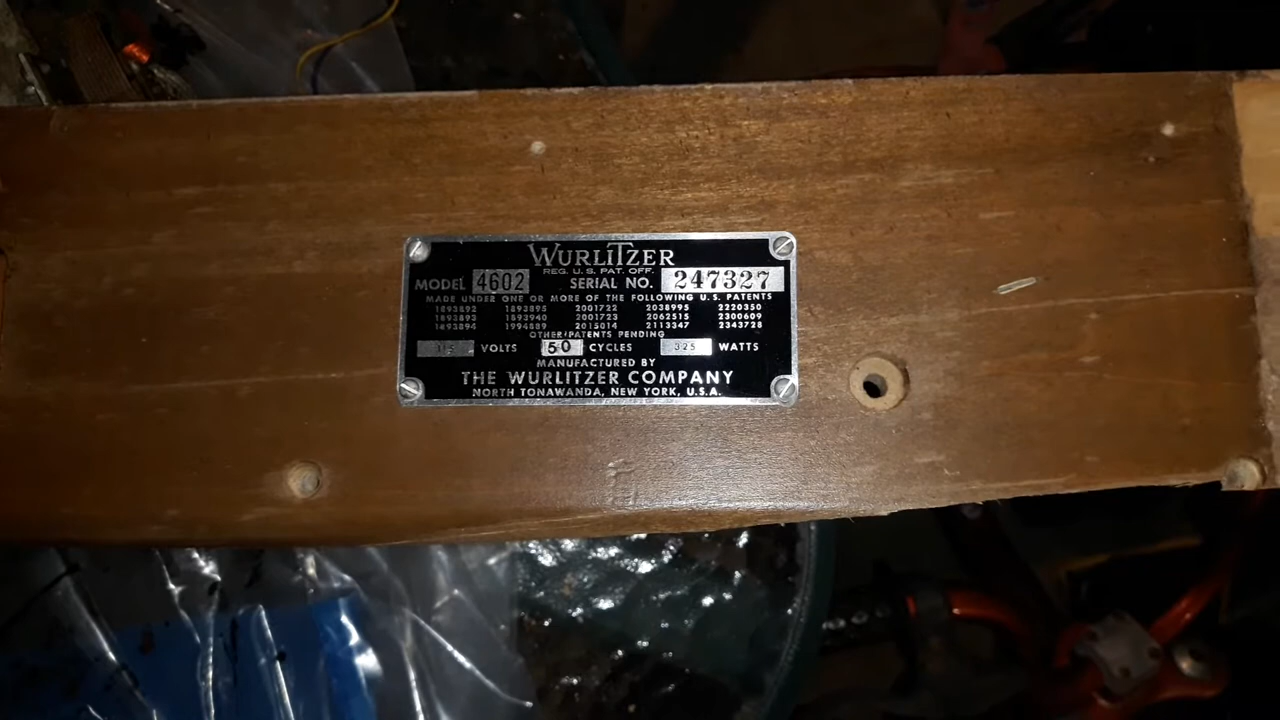 WURLITZER
REG. U. S. PAT. OFF.
MODEL 4602 SERIAL NO. 247327
MADE UNDER ONE OR MORE OF THE FOLLOWING U. S. PATENTS
1893892 1893895 2001722 2038995 2220350
1893893 1893940 2001723 2062515 2300609
1893894 1994889 2015014 2113347 2343728
OTHER PATENTS PENDING
115 VOLTS 50 CYCLES 325 WATTS
MANUFACTURED BY
THE WURLITZER COMPANY
NORTH TONAWANDA, NEW YORK, U.S.A.